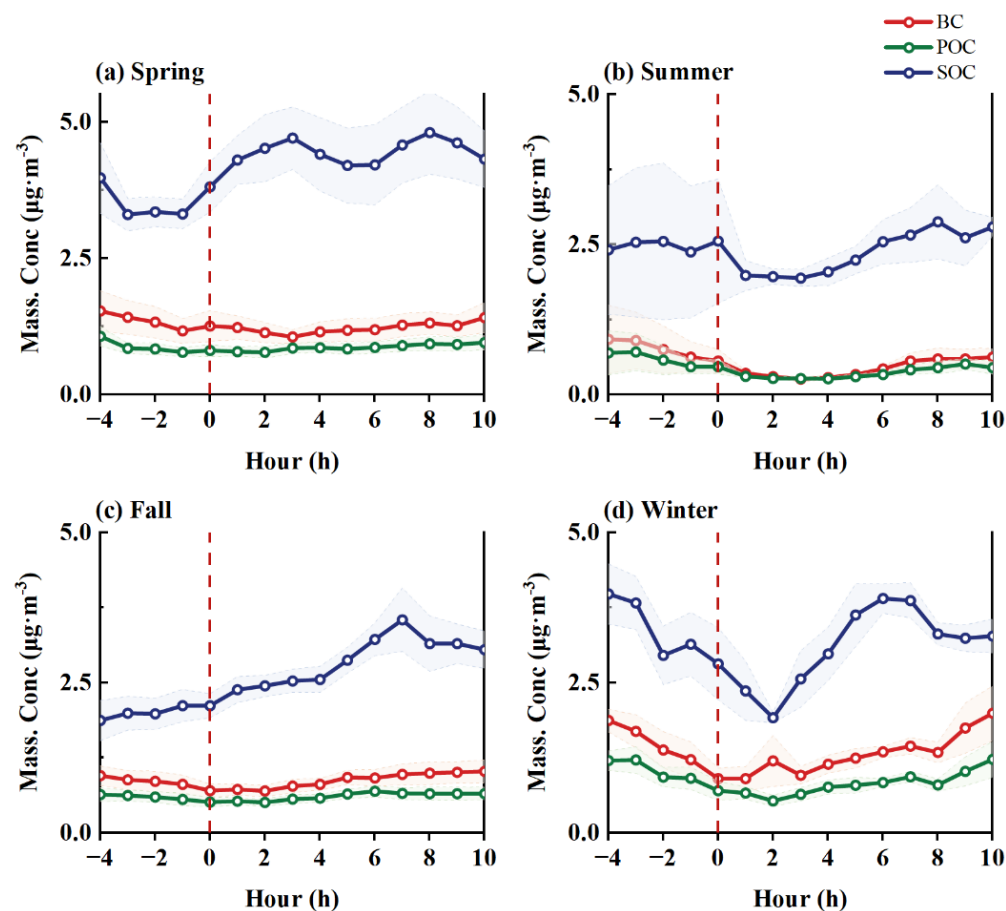 BC
POC
SOC
(a) Spring
(b) Summer
Mass. Conc (μg·m⁻³)
5.0
2.5
0.0
−4 −2 0 2 4 6 8 10
Hour (h)
Mass. Conc (μg·m⁻³)
5.0
2.5
0.0
−4 −2 0 2 4 6 8 10
Hour (h)
(c) Fall
(d) Winter
Mass. Conc (μg·m⁻³)
5.0
2.5
0.0
−4 −2 0 2 4 6 8 10
Hour (h)
Mass. Conc (μg·m⁻³)
5.0
2.5
0.0
−4 −2 0 2 4 6 8 10
Hour (h)